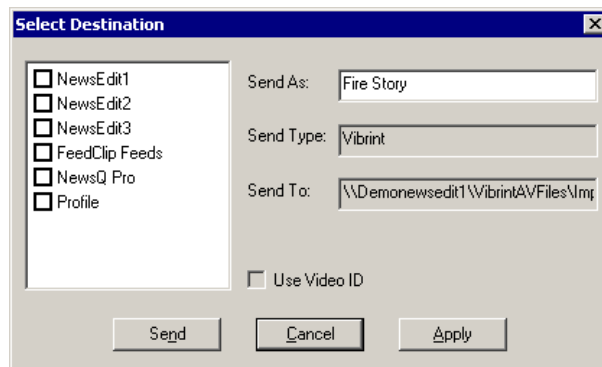 Select Destination
NewsEdit1
NewsEdit2
NewsEdit3
FeedClip Feeds
NewsQ Pro
Profile
Send As: Fire Story
Send Type: Vibrint
Send To: \\Demonewsedit1\VibrintAVFiles\Imp
Use Video ID
Send Cancel Apply